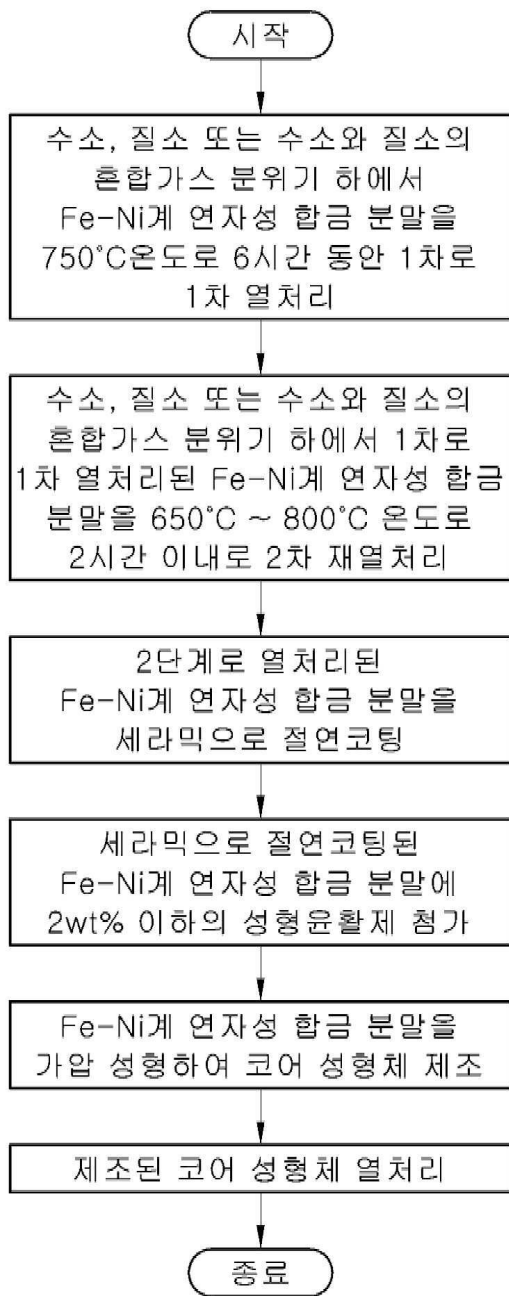 시작
수소, 질소 또는 수소와 질소의
혼합가스 분위기 하에서
Fe-Ni계 연자성 합금 분말을
750°C온도로 6시간 동안 1차로
1차 열처리
수소, 질소 또는 수소와 질소의
혼합가스 분위기 하에서 1차로
1차 열처리된 Fe-Ni계 연자성 합금
분말을 650°C ~ 800°C 온도로
2시간 이내로 2차 재열처리
2단계로 열처리된
Fe-Ni계 연자성 합금 분말을
세라믹으로 절연코팅
세라믹으로 절연코팅된
Fe-Ni계 연자성 합금 분말에
2wt% 이하의 성형윤활제 첨가
Fe-Ni계 연자성 합금 분말을
가압 성형하여 코어 성형체 제조
제조된 코어 성형체 열처리
종료